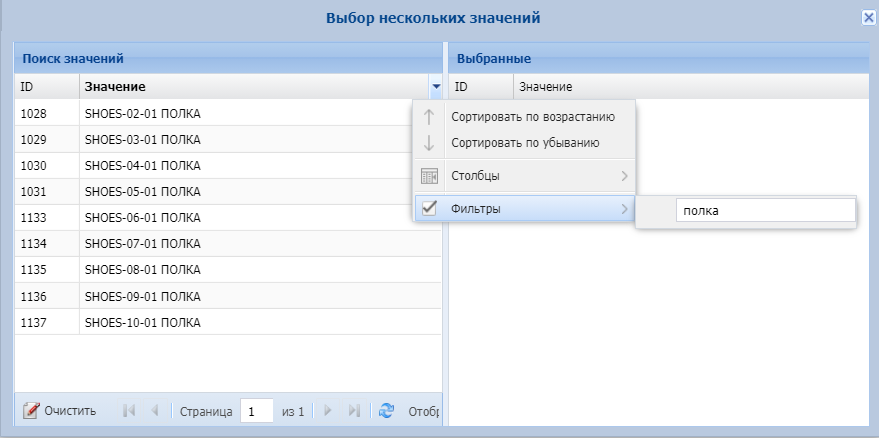 Выбор нескольких значений
Поиск значений
Выбранные
ID Значение
ID Значение
1028 SHOES-02-01 ПОЛКА
1029 SHOES-03-01 ПОЛКА
1030 SHOES-04-01 ПОЛКА
1031 SHOES-05-01 ПОЛКА
1133 SHOES-06-01 ПОЛКА
1134 SHOES-07-01 ПОЛКА
1135 SHOES-08-01 ПОЛКА
1136 SHOES-09-01 ПОЛКА
1137 SHOES-10-01 ПОЛКА
Сортировать по возрастанию
Сортировать по убыванию
Столбцы
Фильтры
полка
Очистить Страница 1 из 1